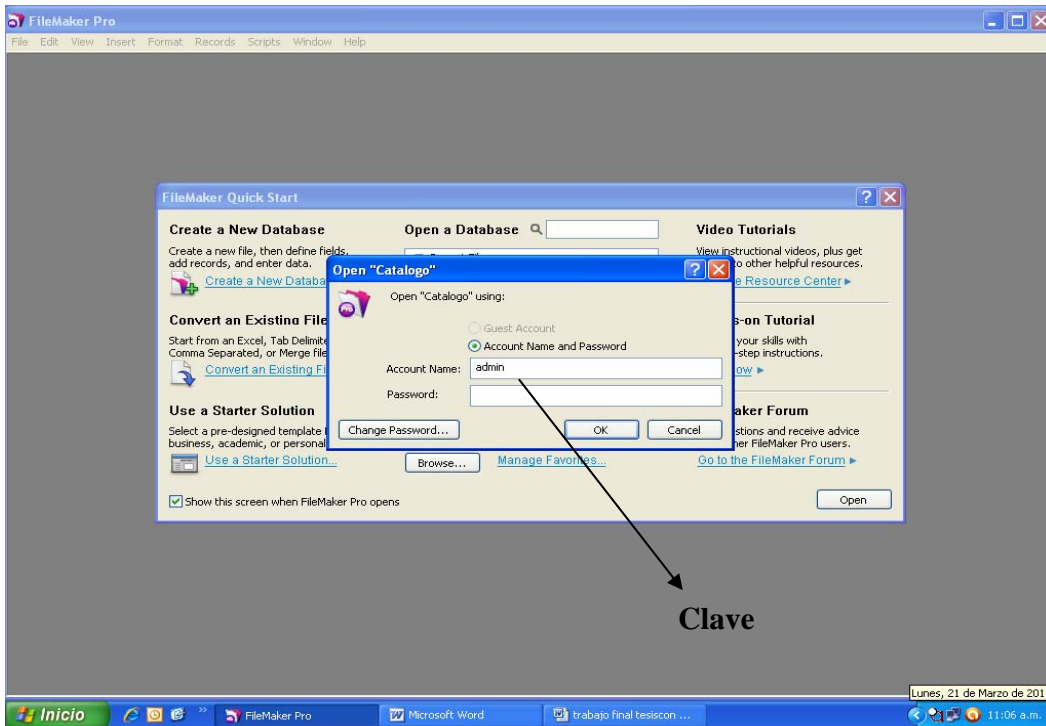 FileMaker Pro
File Edit View Insert Format Records Scripts Window Help
FileMaker Quick Start
Create a New Database
Create a new file, then define fields,
add records, and enter data.
Create a New Databa
Convert an Existing File
Start from an Excel, Tab Delimite
Comma Separated, or Merge file
Convert an Existing Fi
Use a Starter Solution
Select a pre-designed template
business, academic, or personal
Use a Starter Solution...
Show this screen when FileMaker Pro opens
Open a Database
Browse...
Manage Favorites...
Video Tutorials
View instructional videos, plus get
to other helpful resources.
e Resource Center
s-on Tutorial
your skills with
-step instructions.
ow
aker Forum
stions and receive advice
her FileMaker Pro users.
Go to the FileMaker Forum
Open
Open "Catalogo"
Open "Catalogo" using:
Guest Account
Account Name and Password
Account Name: admin
Password:
Change Password... OK Cancel
Clave
Lunes, 21 de Marzo de 201
Inicio FileMaker Pro Microsoft Word trabajo final tesiscon ... 11:06 a.m.